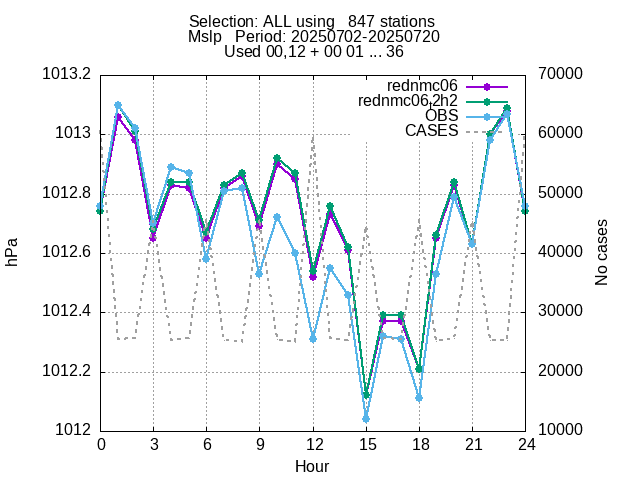 Selection: ALL using   847 stations
Mslp   Period: 20250702-20250720
Used 00,12 + 00 01 ... 36
1013.2
1013
1012.8
1012.6
1012.4
1012.2
1012
70000
60000
50000
40000
30000
20000
10000
rednmc06
rednmc06,2h2
OBS
CASES
hPa
No cases
0 3 6 9 12 15 18 21 24
Hour